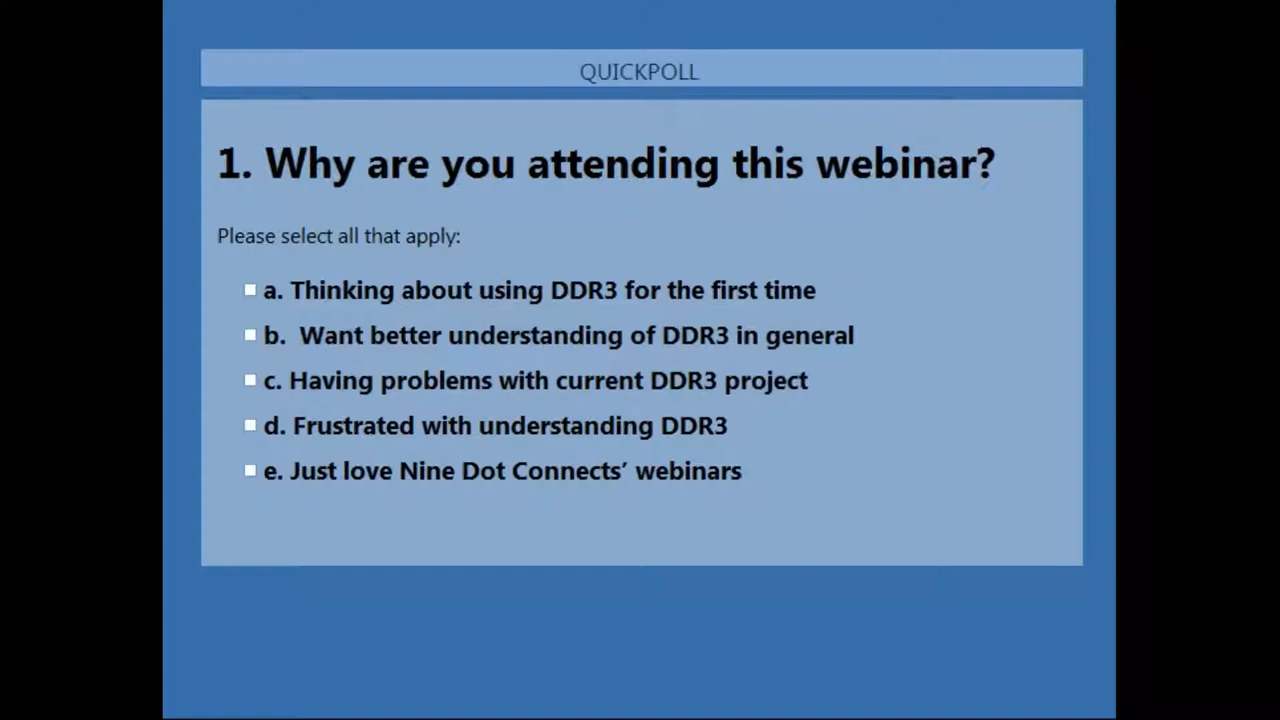 QUICKPOLL
1. Why are you attending this webinar?
Please select all that apply:
a. Thinking about using DDR3 for the first time
b.  Want better understanding of DDR3 in general
c. Having problems with current DDR3 project
d. Frustrated with understanding DDR3
e. Just love Nine Dot Connects’ webinars